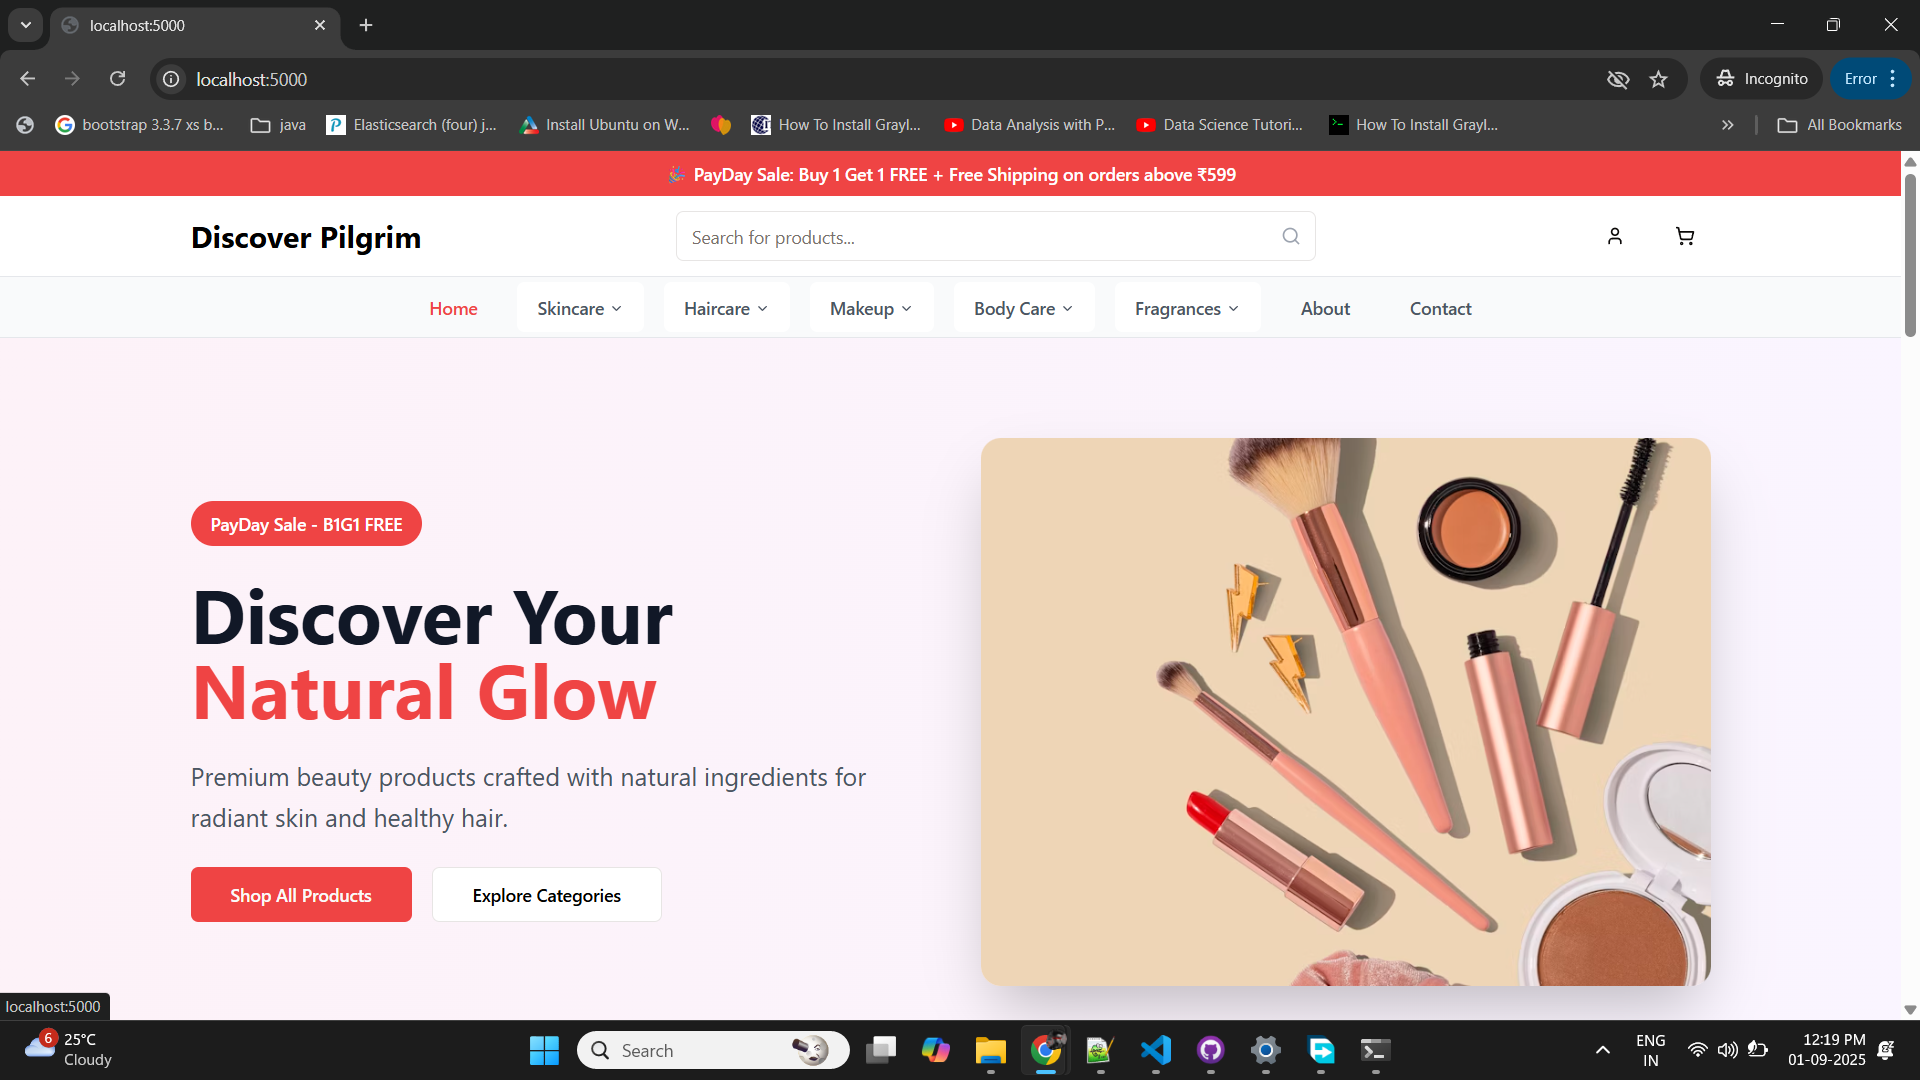 localhost:5000
localhost:5000
Incognito
Error
bootstrap 3.3.7 xs b...
java
Elasticsearch (four) j...
Install Ubuntu on W...
How To Install Grayl...
Data Analysis with P...
Data Science Tutori...
How To Install Grayl...
All Bookmarks
🎉 PayDay Sale: Buy 1 Get 1 FREE + Free Shipping on orders above ₹599
Discover Pilgrim
Search for products...
Home
Skincare
Haircare
Makeup
Body Care
Fragrances
About
Contact
PayDay Sale - B1G1 FREE
Discover Your
Natural Glow
Premium beauty products crafted with natural ingredients for
radiant skin and healthy hair.
Shop All Products
Explore Categories
localhost:5000
6
25°C
Cloudy
Search
ENG
IN
12:19 PM
01-09-2025